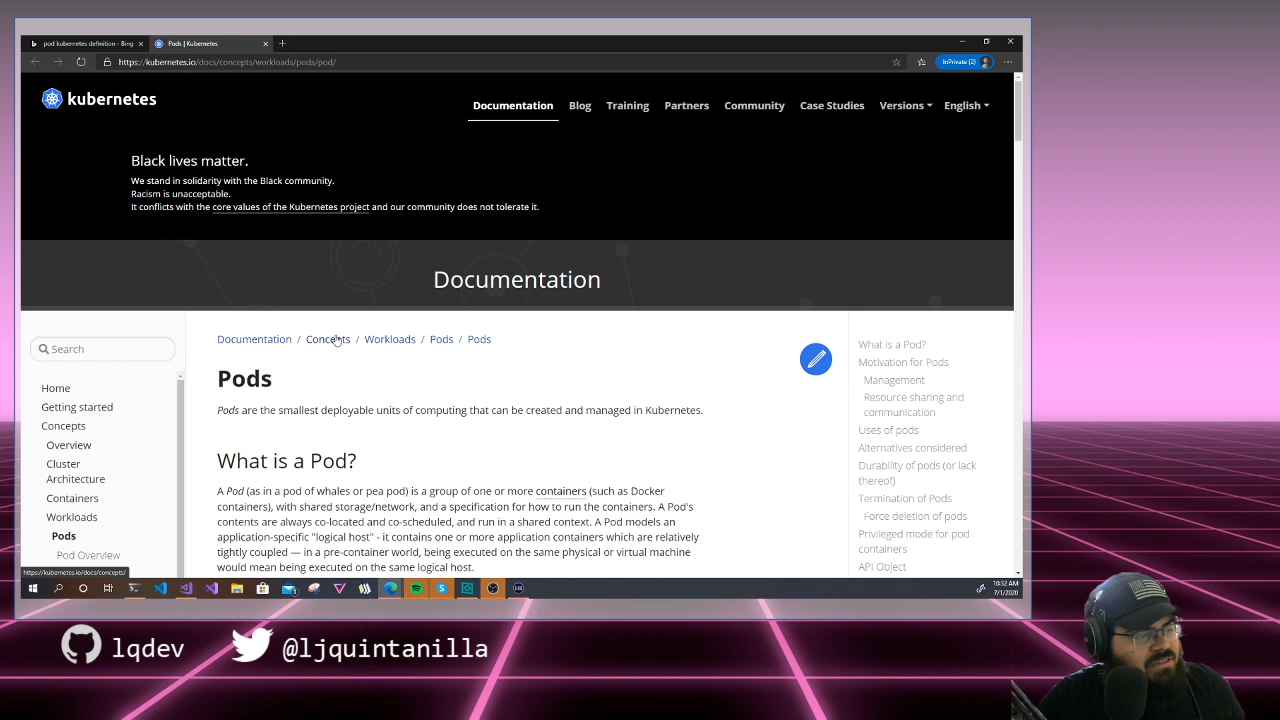 pod kubernetes definition - Bing
Pods | Kubernetes
https://kubernetes.io/docs/concepts/workloads/pods/pod/
InPrivate (2)
kubernetes
Documentation
Blog
Training
Partners
Community
Case Studies
Versions
English
Black lives matter.
We stand in solidarity with the Black community.
Racism is unacceptable.
It conflicts with the core values of the Kubernetes project and our community does not tolerate it.
Documentation
Search
Home
Getting started
Concepts
Overview
Cluster
Architecture
Containers
Workloads
Pods
Pod Overview
https://kubernetes.io/docs/concepts/
Documentation / Concepts / Workloads / Pods / Pods
Pods
Pods are the smallest deployable units of computing that can be created and managed in Kubernetes.
What is a Pod?
A Pod (as in a pod of whales or pea pod) is a group of one or more containers (such as Docker
containers), with shared storage/network, and a specification for how to run the containers. A Pod's
contents are always co-located and co-scheduled, and run in a shared context. A Pod models an
application-specific "logical host" - it contains one or more application containers which are relatively
tightly coupled — in a pre-container world, being executed on the same physical or virtual machine
would mean being executed on the same logical host.
What is a Pod?
Motivation for Pods
Management
Resource sharing and
communication
Uses of pods
Alternatives considered
Durability of pods (or lack
thereof)
Termination of Pods
Force deletion of pods
Privileged mode for pod
containers
API Object
10:32 AM
7/1/2020
lqdev
@ljquintanilla